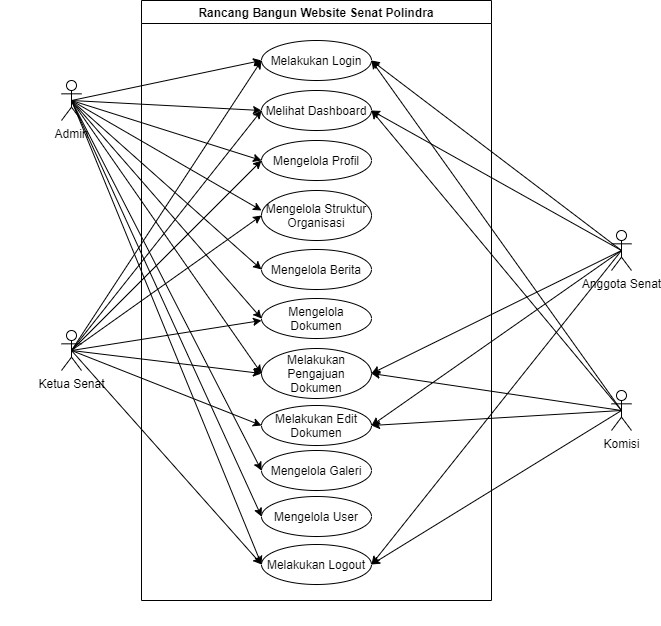 Rancang Bangun Website Senat Polindra
Melakukan Login
Melihat Dashboard
Admin
Mengelola Profil
Mengelola Struktur
Organisasi
Mengelola Berita
Anggota Senat
Mengelola
Dokumen
Melakukan
Pengajuan
Dokumen
Ketua Senat
Melakukan Edit
Dokumen
Komisi
Mengelola Galeri
Mengelola User
Melakukan Logout